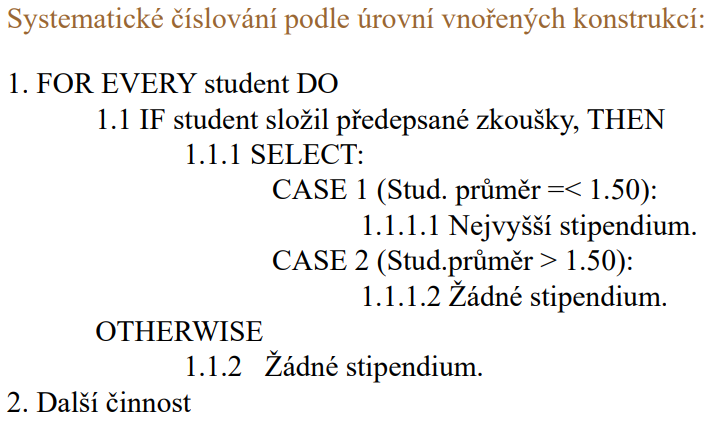 Systematické číslování podle úrovní vnořených konstrukcí:
1. FOR EVERY student DO
1.1 IF student složil předepsané zkoušky, THEN
1.1.1 SELECT:
CASE 1 (Stud. průměr =< 1.50):
1.1.1.1 Nejvyšší stipendium.
CASE 2 (Stud.průměr > 1.50):
1.1.1.2 Žádné stipendium.
OTHERWISE
1.1.2 Žádné stipendium.
2. Další činnost